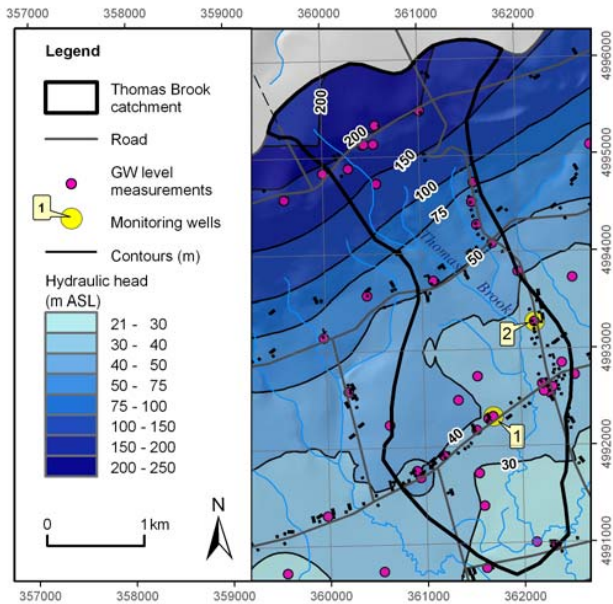 357000 358000 359000 360000 361000 362000
Legend
Thomas Brook
catchment
Road
GW level
measurements
1
Monitoring wells
Contours (m)
Hydraulic head
(m ASL)
21 - 30
30 - 40
40 - 50
50 - 75
75 - 100
100 - 150
150 - 200
200 - 250
0 1 km
N
200
200
150
100
75
50
Thomas
Brook
2
1
40
30
4996000
4995000
4994000
4993000
4992000
4991000
357000 358000 359000 360000 361000 362000